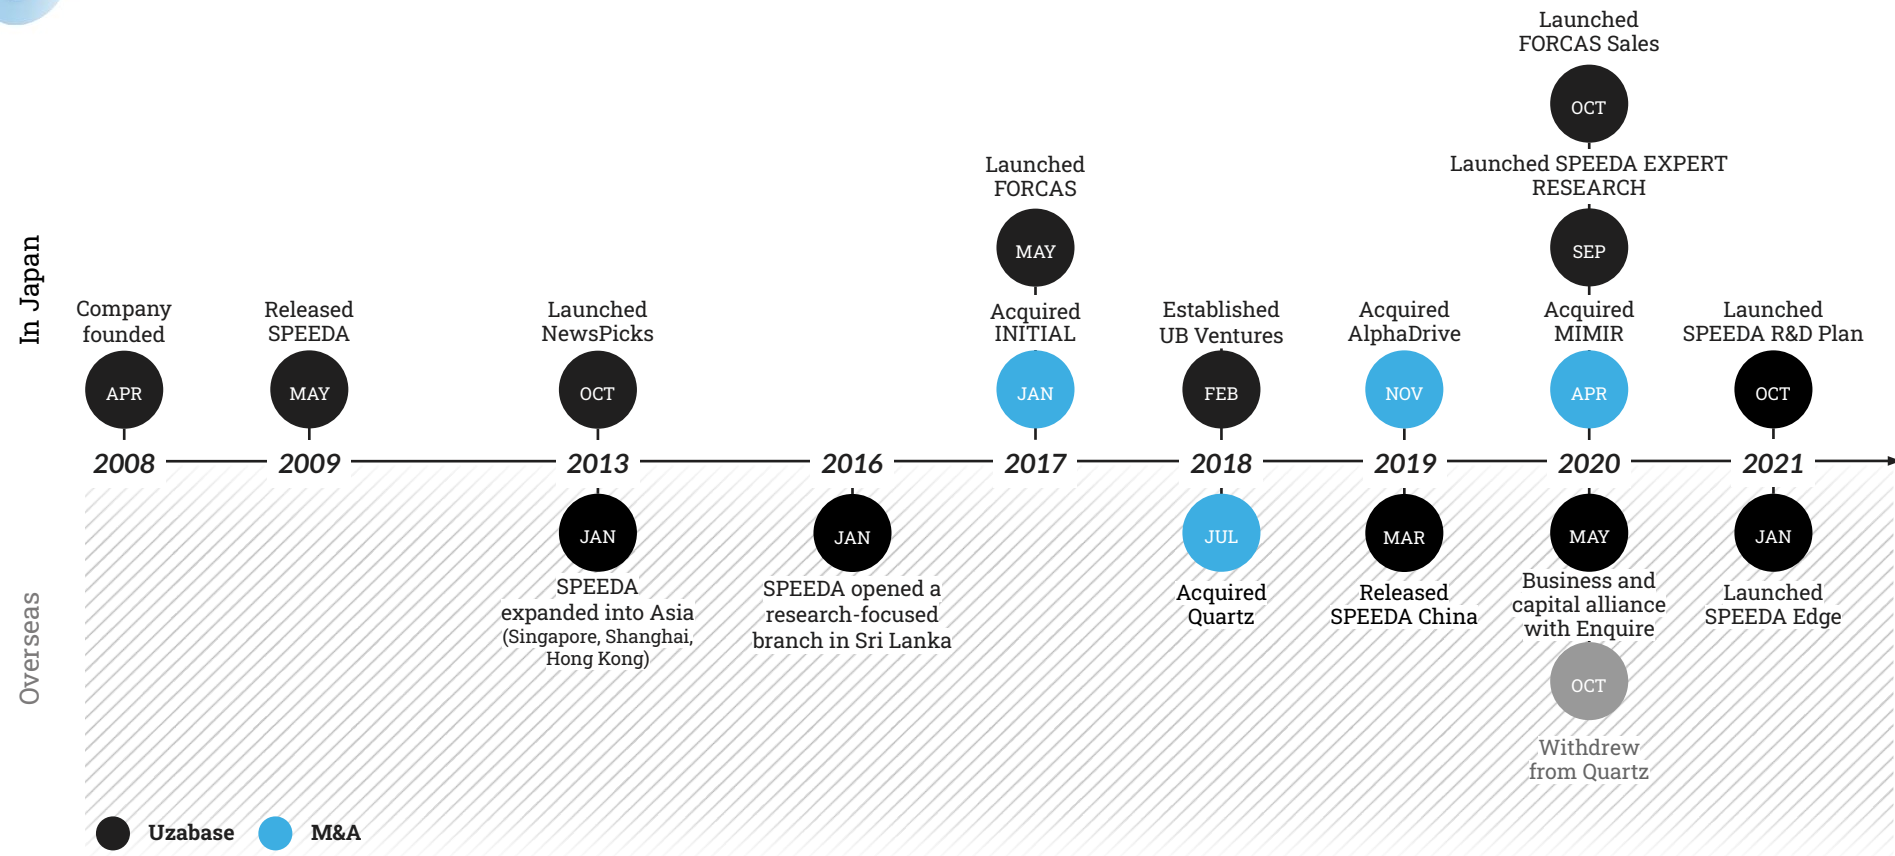 Launched
FORCAS Sales
OCT
Launched SPEEDA EXPERT
RESEARCH
SEP
Launched
FORCAS
MAY
In Japan
Company
founded
APR
Released
SPEEDA
MAY
Launched
NewsPicks
OCT
Acquired
INITIAL
JAN
Established
UB Ventures
FEB
Acquired
AlphaDrive
NOV
Acquired
MIMIR
APR
Launched
SPEEDA R&D Plan
OCT
2008
2009
2013
2016
2017
2018
2019
2020
2021
Overseas
JAN
SPEEDA
expanded into Asia
(Singapore, Shanghai,
Hong Kong)
JAN
SPEEDA opened a
research-focused
branch in Sri Lanka
JUL
Acquired
Quartz
MAR
Released
SPEEDA China
MAY
Business and
capital alliance
with Enquire
OCT
Withdrew
from Quartz
JAN
Launched
SPEEDA Edge
Uzabase
M&A